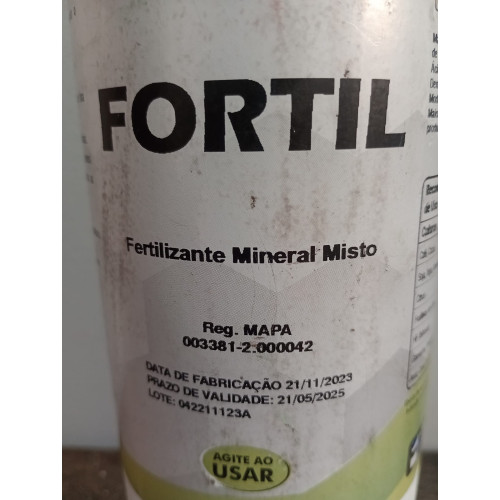 FORTIL
Fertilizante Mineral Misto
Reg. MAPA
003381-2.000042
DATA DE FABRICAÇÃO 21/11/2023
PRAZO DE VALIDADE: 21/05/2025
LOTE: 042211123A
AGITE AO
USAR